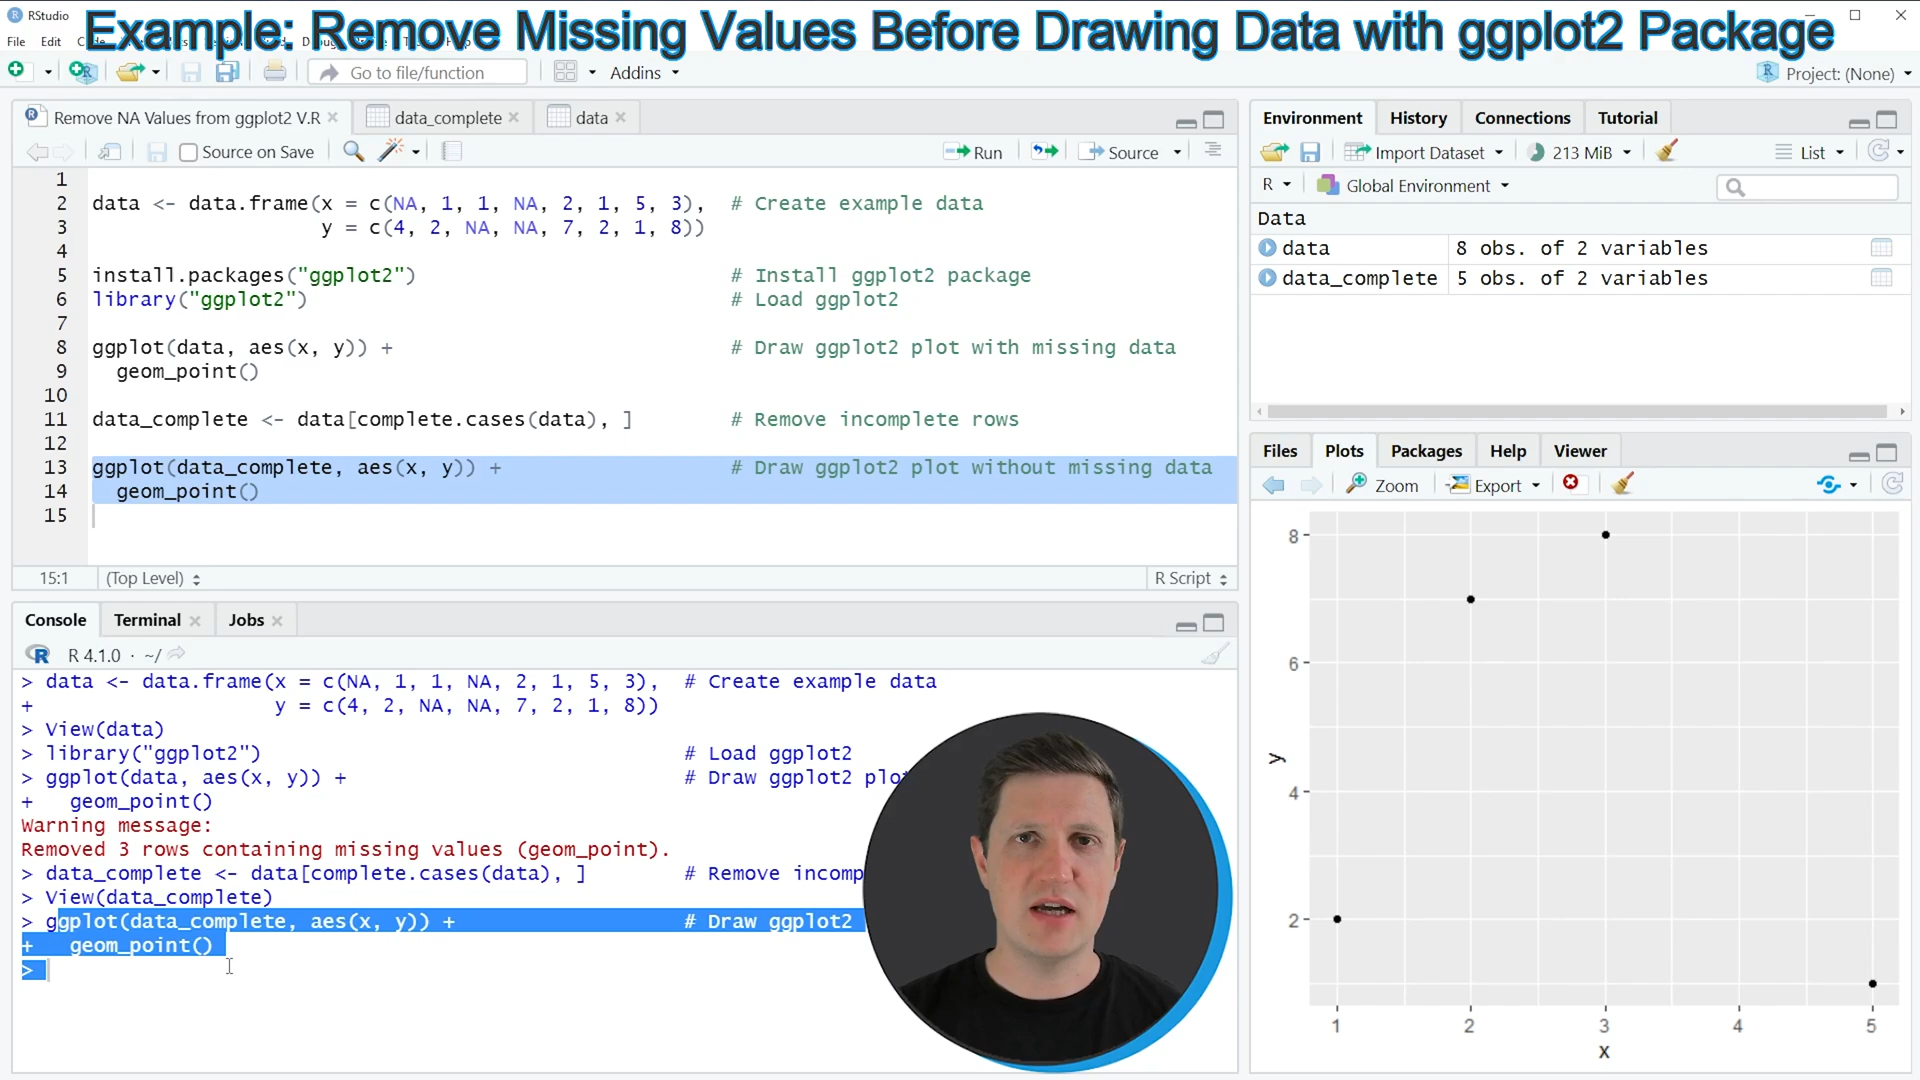 RStudio
Example: Remove Missing Values Before Drawing Data with ggplot2 Package
File Edit
Go to file/function
Addins
Project: (None)
Remove NA Values from ggplot2 V.R
data_complete
data
Source on Save
Run
Source
1
2 data <- data.frame(x = c(NA, 1, 1, NA, 2, 1, 5, 3), # Create example data
3 y = c(4, 2, NA, NA, 7, 2, 1, 8))
4
5 install.packages("ggplot2") # Install ggplot2 package
6 library("ggplot2") # Load ggplot2
7
8 ggplot(data, aes(x, y)) + # Draw ggplot2 plot with missing data
9 geom_point()
10
11 data_complete <- data[complete.cases(data), ] # Remove incomplete rows
12
13 ggplot(data_complete, aes(x, y)) + # Draw ggplot2 plot without missing data
14 geom_point()
15
15:1 (Top Level) R Script
Console Terminal Jobs
R 4.1.0 · ~/
> data <- data.frame(x = c(NA, 1, 1, NA, 2, 1, 5, 3), # Create example data
+ y = c(4, 2, NA, NA, 7, 2, 1, 8))
> View(data)
> library("ggplot2") # Load ggplot2
> ggplot(data, aes(x, y)) + # Draw ggplot2 plo
+ geom_point()
Warning message:
Removed 3 rows containing missing values (geom_point).
> data_complete <- data[complete.cases(data), ] # Remove incomp
> View(data_complete)
> ggplot(data_complete, aes(x, y)) + # Draw ggplot2
+ geom_point()
>
Environment History Connections Tutorial
Import Dataset 213 MiB List
R Global Environment
Data
data 8 obs. of 2 variables
data_complete 5 obs. of 2 variables
Files Plots Packages Help Viewer
Zoom Export
8
6
4
2
y
1 2 3 4 5
x